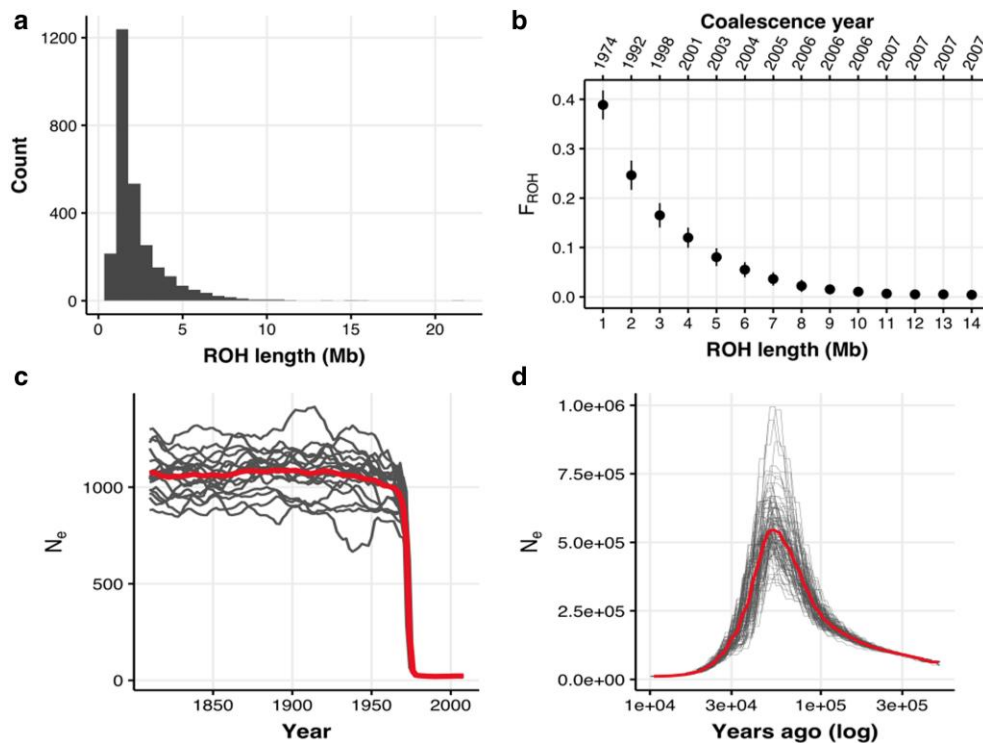 a
1200
800
400
0
Count
0 5 10 15 20
ROH length (Mb)
b
Coalescence year
1974 1992 1998 2001 2003 2004 2005 2006 2006 2006 2007 2007 2007 2007
0.4
0.3
0.2
0.1
0.0
FROH
1 2 3 4 5 6 7 8 9 10 11 12 13 14
ROH length (Mb)
c
1000
500
0
Ne
1850 1900 1950 2000
Year
d
1.0e+06
7.5e+05
5.0e+05
2.5e+05
0.0e+00
Ne
1e+04 3e+04 1e+05 3e+05
Years ago (log)